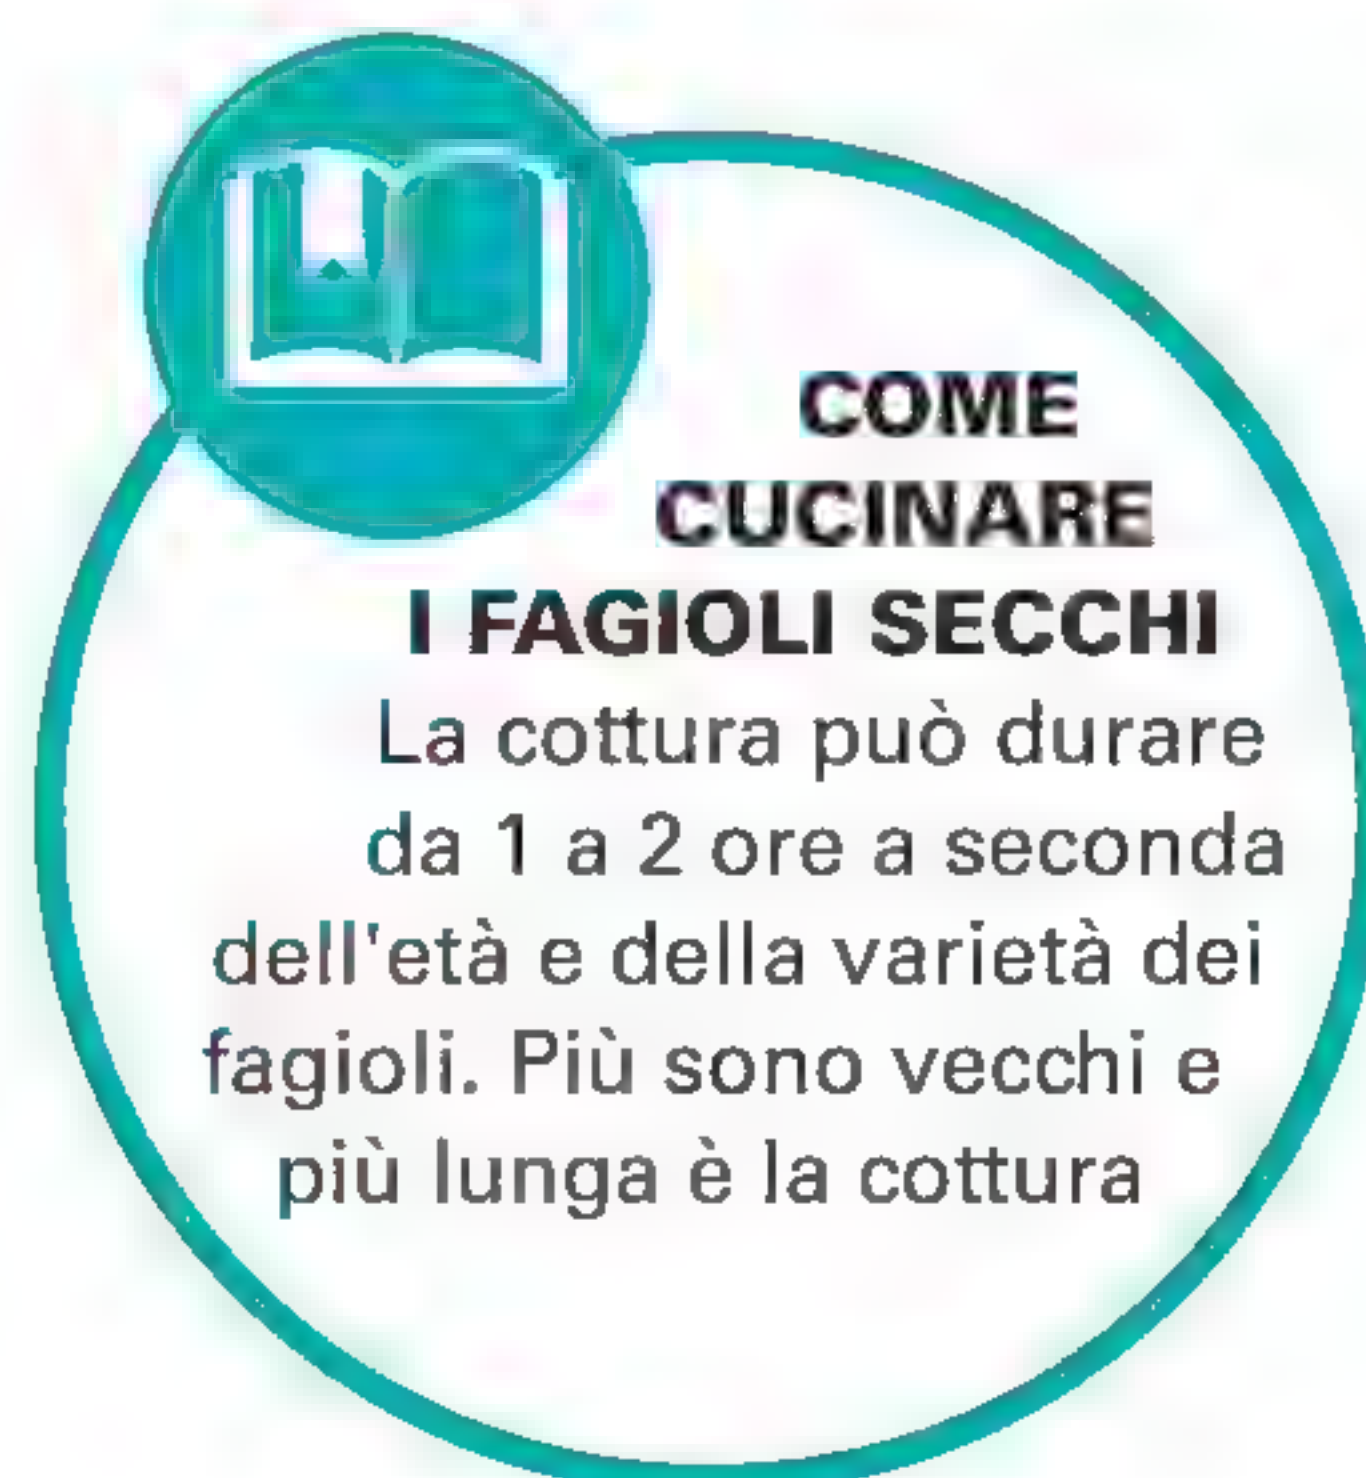 COME
CUCINARE
I FAGIOLI SECCHI
La cottura può durare
da 1 a 2 ore a seconda
dell'età e della varietà dei
fagioli. Più sono vecchi e
più lunga è la cottura